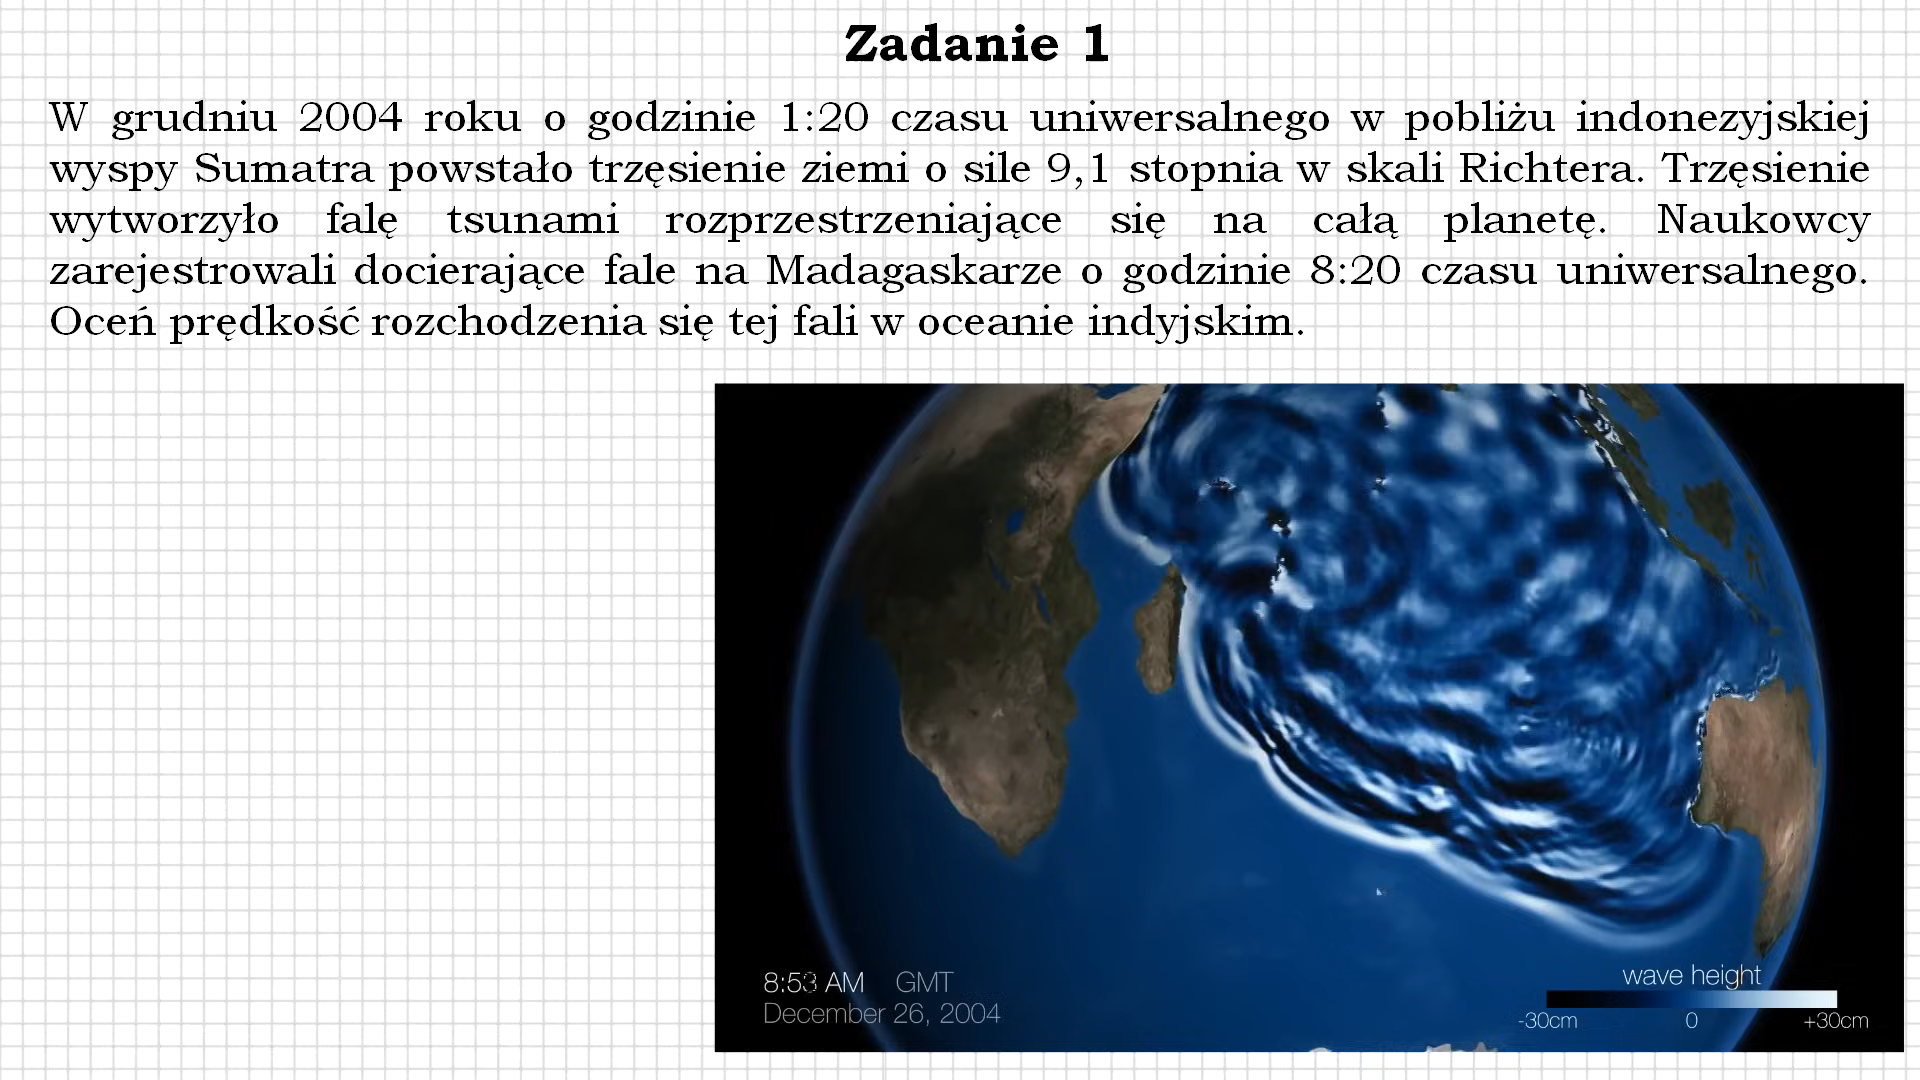 Zadanie 1
W grudniu 2004 roku o godzinie 1:20 czasu uniwersalnego w pobliżu indonezyjskiej
wyspy Sumatra powstało trzęsienie ziemi o sile 9,1 stopnia w skali Richtera. Trzęsienie
wytworzyło falę tsunami rozprzestrzeniające się na całą planetę. Naukowcy
zarejestrowali docierające fale na Madagaskarze o godzinie 8:20 czasu uniwersalnego.
Oceń prędkość rozchodzenia się tej fali w oceanie indyjskim.
8:53 AM GMT
December 26, 2004
wave height
-30cm 0 +30cm